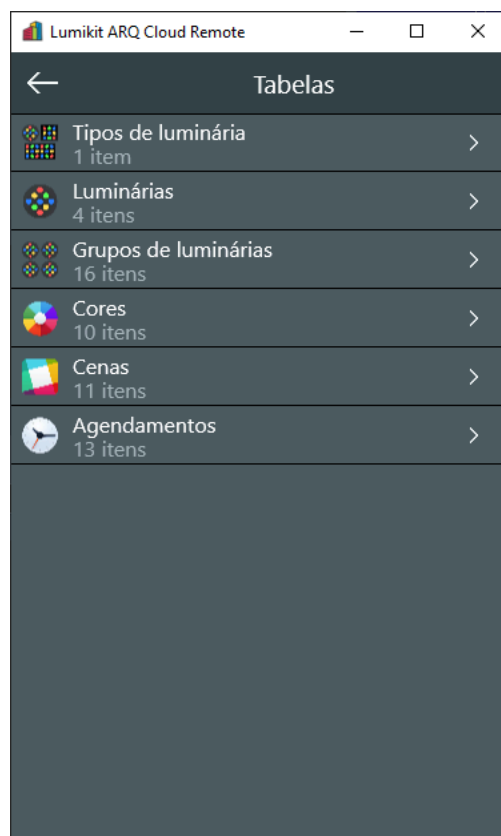 Lumikit ARQ Cloud Remote
Tabelas
Tipos de luminária
1 item
Luminárias
4 itens
Grupos de luminárias
16 itens
Cores
10 itens
Cenas
11 itens
Agendamentos
13 itens